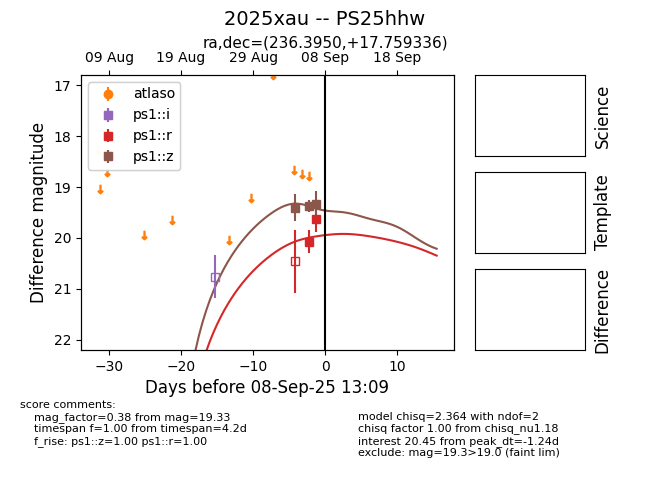 2025xau -- PS25hhw
ra,dec=(236.3950,+17.759336)
09 Aug 19 Aug 29 Aug 08 Sep 18 Sep
17
18
19
20
21
22
Difference magnitude
atlaso
ps1::i
ps1::r
ps1::z
−30 −20 −10 0 10
Days before 08-Sep-25 13:09
Science
Template
Difference
score comments:
mag_factor=0.38 from mag=19.33
timespan f=1.00 from timespan=4.2d
f_rise: ps1::z=1.00 ps1::r=1.00
model chisq=2.364 with ndof=2
chisq factor 1.00 from chisq_nu1.18
interest 20.45 from peak_dt=-1.24d
exclude: mag=19.3>19.0 (faint lim)